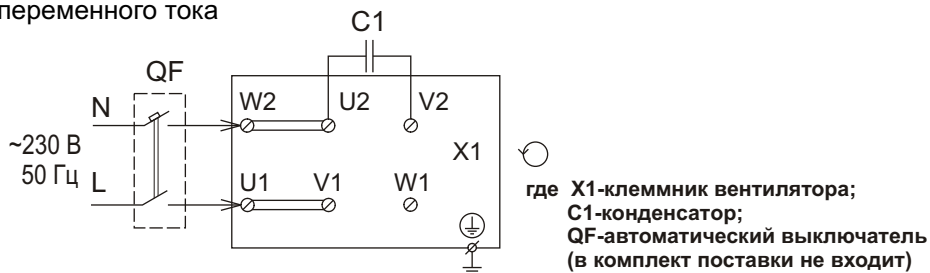 переменного тока
C1
QF
W2 U2 V2
N
~230 В
50 Гц
X1
L
U1 V1 W1
где X1-клеммник вентилятора;
C1-конденсатор;
QF-автоматический выключатель
(в комплект поставки не входит)